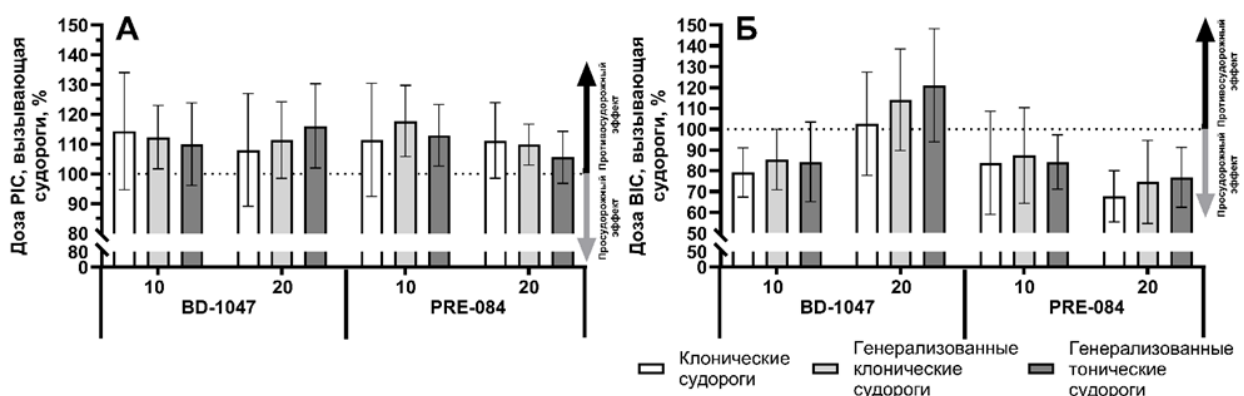 А
Доза PIC, вызывающая
судороги, %
150
140
130
120
110
100
90
80
80
0
Противосудорожный
эффект
Просудорожный
эффект
10
20
10
20
BD-1047
PRE-084
Б
Доза BIC, вызывающая
судороги, %
150
140
130
120
110
100
90
80
70
60
50
50
0
Противосудорожный
эффект
Просудорожный
эффект
10
20
10
20
BD-1047
PRE-084
Клонические
судороги
Генерализованные
клонические
судороги
Генерализованные
тонические
судороги